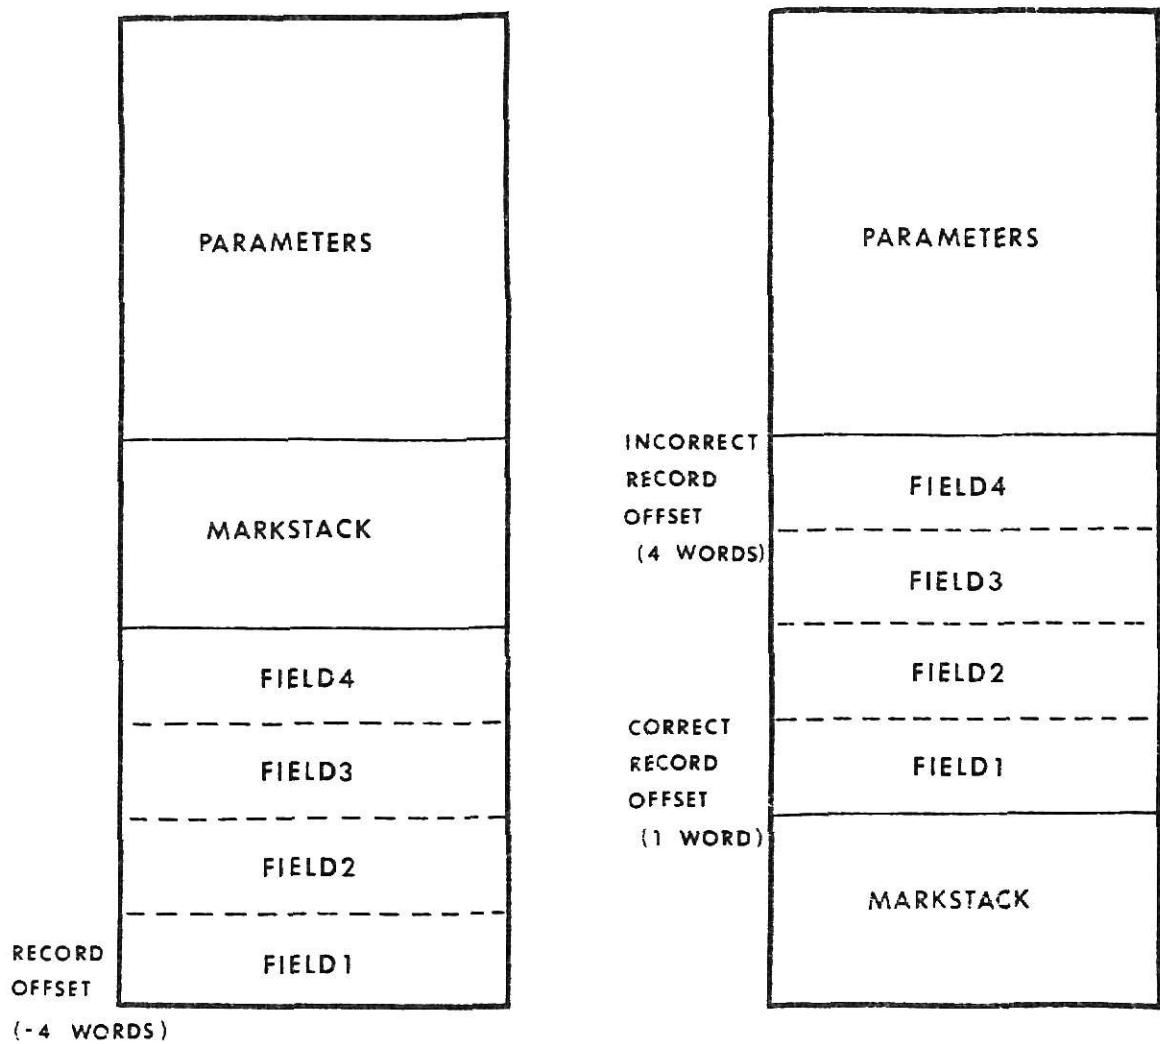 PARAMETERS
MARKSTACK
FIELD4
FIELD3
FIELD2
FIELD1
RECORD
OFFSET
(-4 WORDS)
PARAMETERS
INCORRECT
RECORD
OFFSET
(4 WORDS)
FIELD4
FIELD3
FIELD2
CORRECT
RECORD
OFFSET
(1 WORD)
FIELD1
MARKSTACK